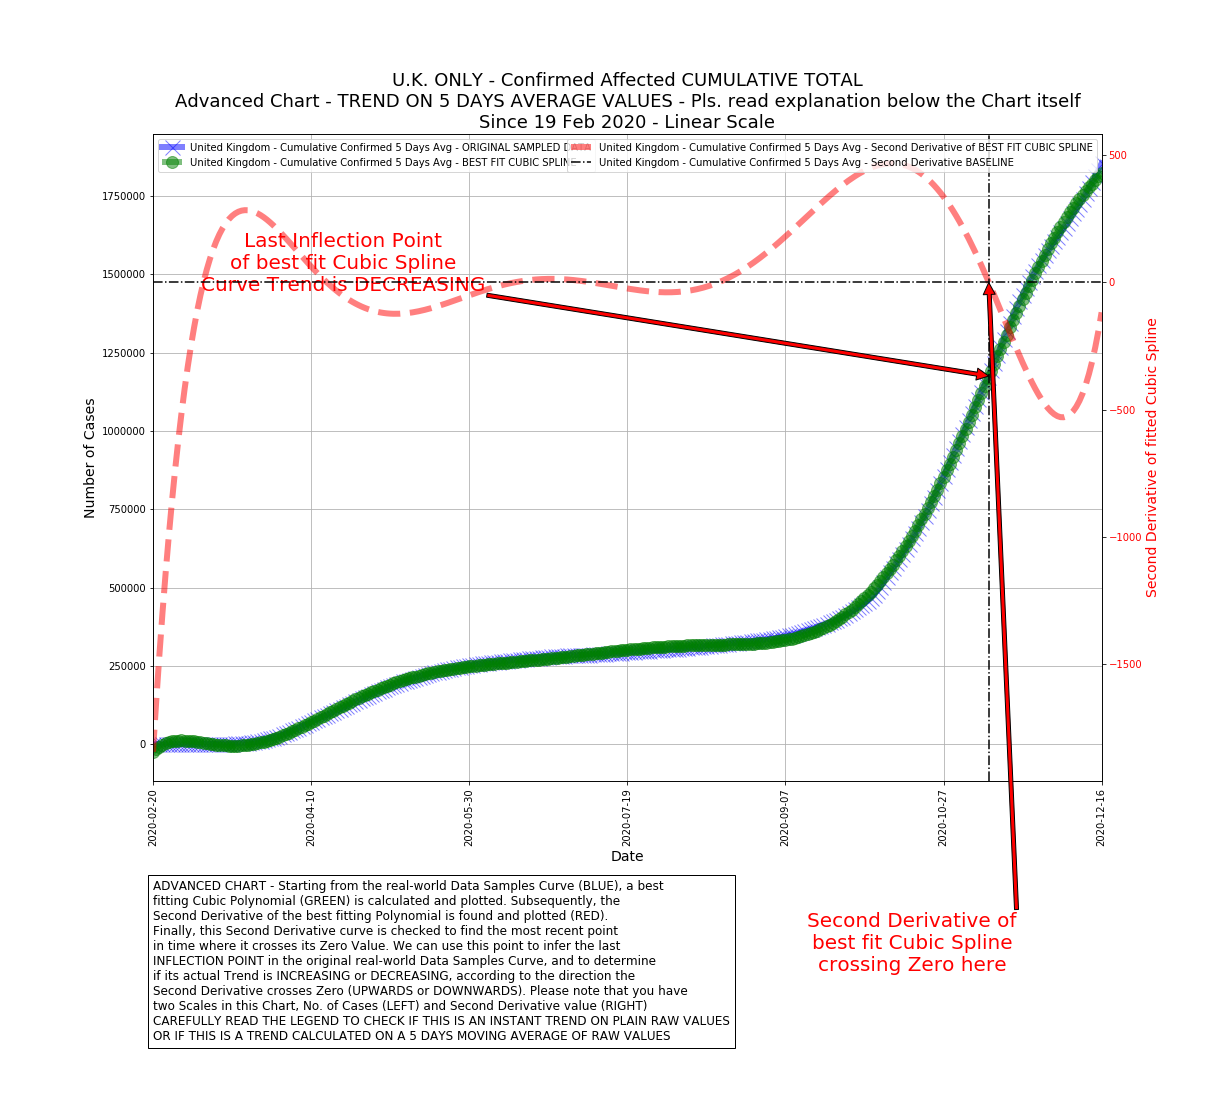 U.K. ONLY - Confirmed Affected CUMULATIVE TOTAL
Advanced Chart - TREND ON 5 DAYS AVERAGE VALUES - Pls. read explanation below the Chart itself
Since 19 Feb 2020 - Linear Scale
United Kingdom - Cumulative Confirmed 5 Days Avg - ORIGINAL SAMPLED DATA
United Kingdom - Cumulative Confirmed 5 Days Avg - BEST FIT CUBIC SPLINE
United Kingdom - Cumulative Confirmed 5 Days Avg - Second Derivative of BEST FIT CUBIC SPLINE
United Kingdom - Cumulative Confirmed 5 Days Avg - Second Derivative BASELINE
Last Inflection Point
of best fit Cubic Spline
Curve Trend is DECREASING
Number of Cases
1750000
1500000
1250000
1000000
750000
500000
250000
0
500
0
−500
−1000
−1500
Second Derivative of fitted Cubic Spline
2020-02-20
2020-04-10
2020-05-30
2020-07-19
2020-09-07
2020-10-27
2020-12-16
Date
Second Derivative of
best fit Cubic Spline
crossing Zero here
ADVANCED CHART - Starting from the real-world Data Samples Curve (BLUE), a best
fitting Cubic Polynomial (GREEN) is calculated and plotted. Subsequently, the
Second Derivative of the best fitting Polynomial is found and plotted (RED).
Finally, this Second Derivative curve is checked to find the most recent point
in time where it crosses its Zero Value. We can use this point to infer the last
INFLECTION POINT in the original real-world Data Samples Curve, and to determine
if its actual Trend is INCREASING or DECREASING, according to the direction the
Second Derivative crosses Zero (UPWARDS or DOWNWARDS). Please note that you have
two Scales in this Chart, No. of Cases (LEFT) and Second Derivative value (RIGHT)
CAREFULLY READ THE LEGEND TO CHECK IF THIS IS AN INSTANT TREND ON PLAIN RAW VALUES
OR IF THIS IS A TREND CALCULATED ON A 5 DAYS MOVING AVERAGE OF RAW VALUES